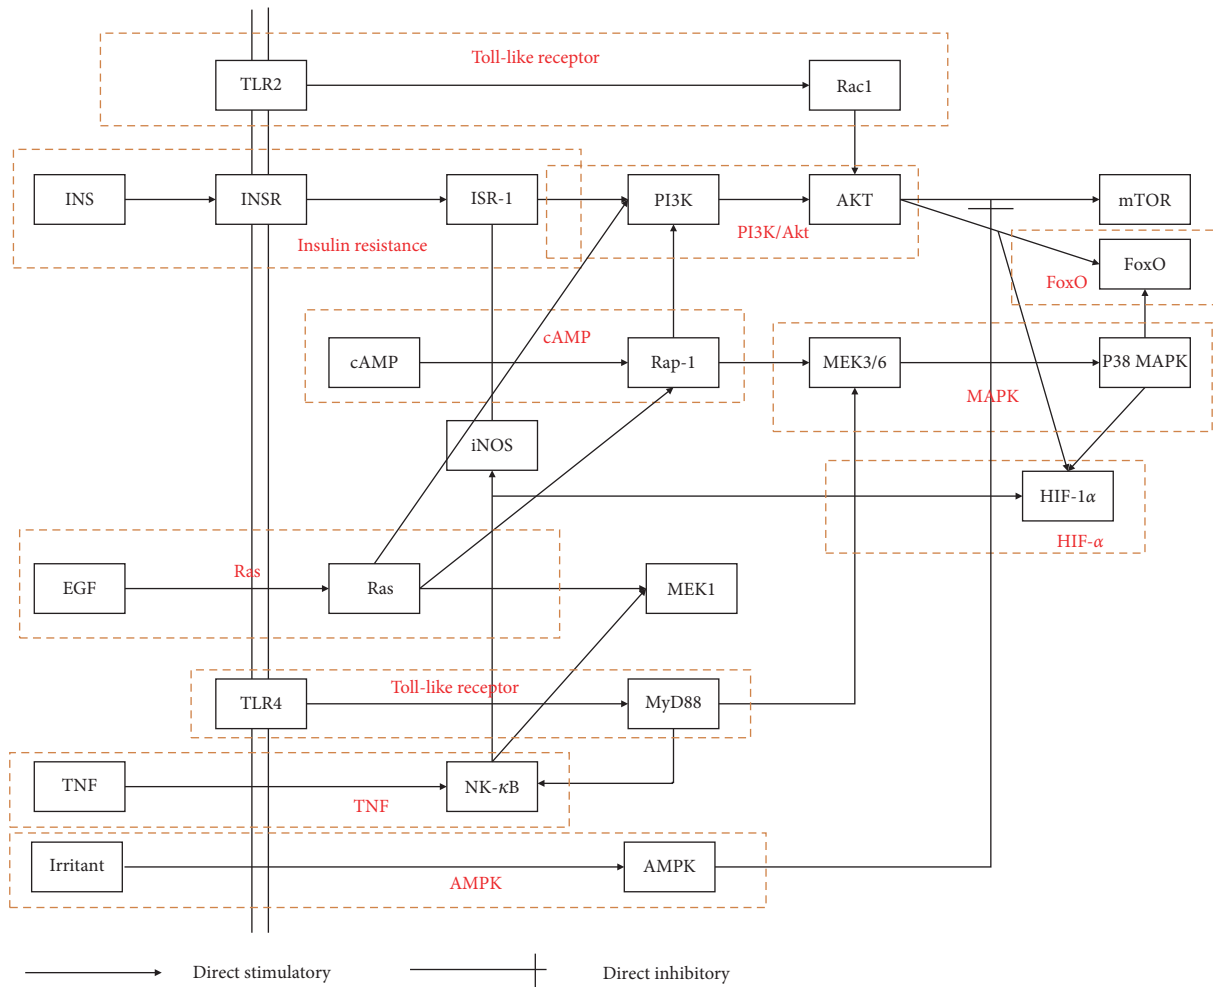 Toll-like receptor
TLR2
Rac1
INS
INSR
ISR-1
PI3K
AKT
mTOR
Insulin resistance
PI3K/Akt
FoxO
FoxO
cAMP
cAMP
Rap-1
MEK3/6
P38 MAPK
MAPK
iNOS
HIF-1α
HIF-α
Ras
EGF
Ras
MEK1
Toll-like receptor
TLR4
MyD88
TNF
NK-κB
TNF
Irritant
AMPK
AMPK
Direct stimulatory
Direct inhibitory